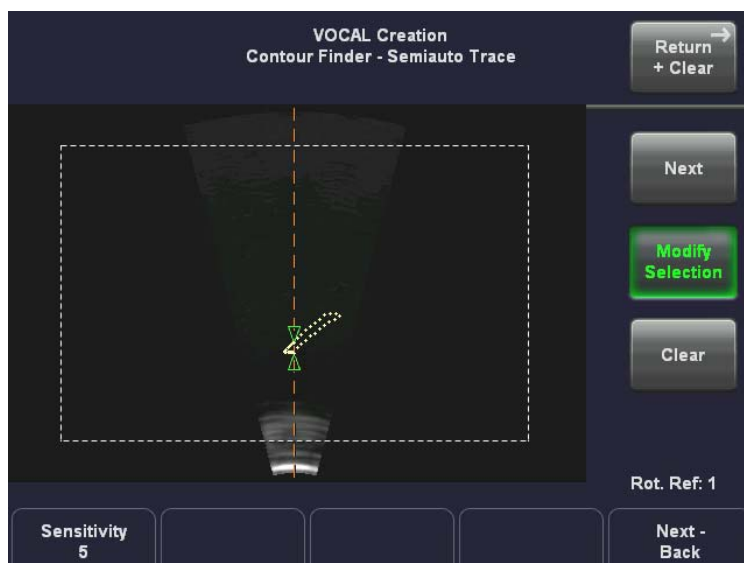 VOCAL Creation
Contour Finder - Semiauto Trace
Return
+ Clear
Next
Modify
Selection
Clear
Rot. Ref: 1
Sensitivity
5
Next -
Back